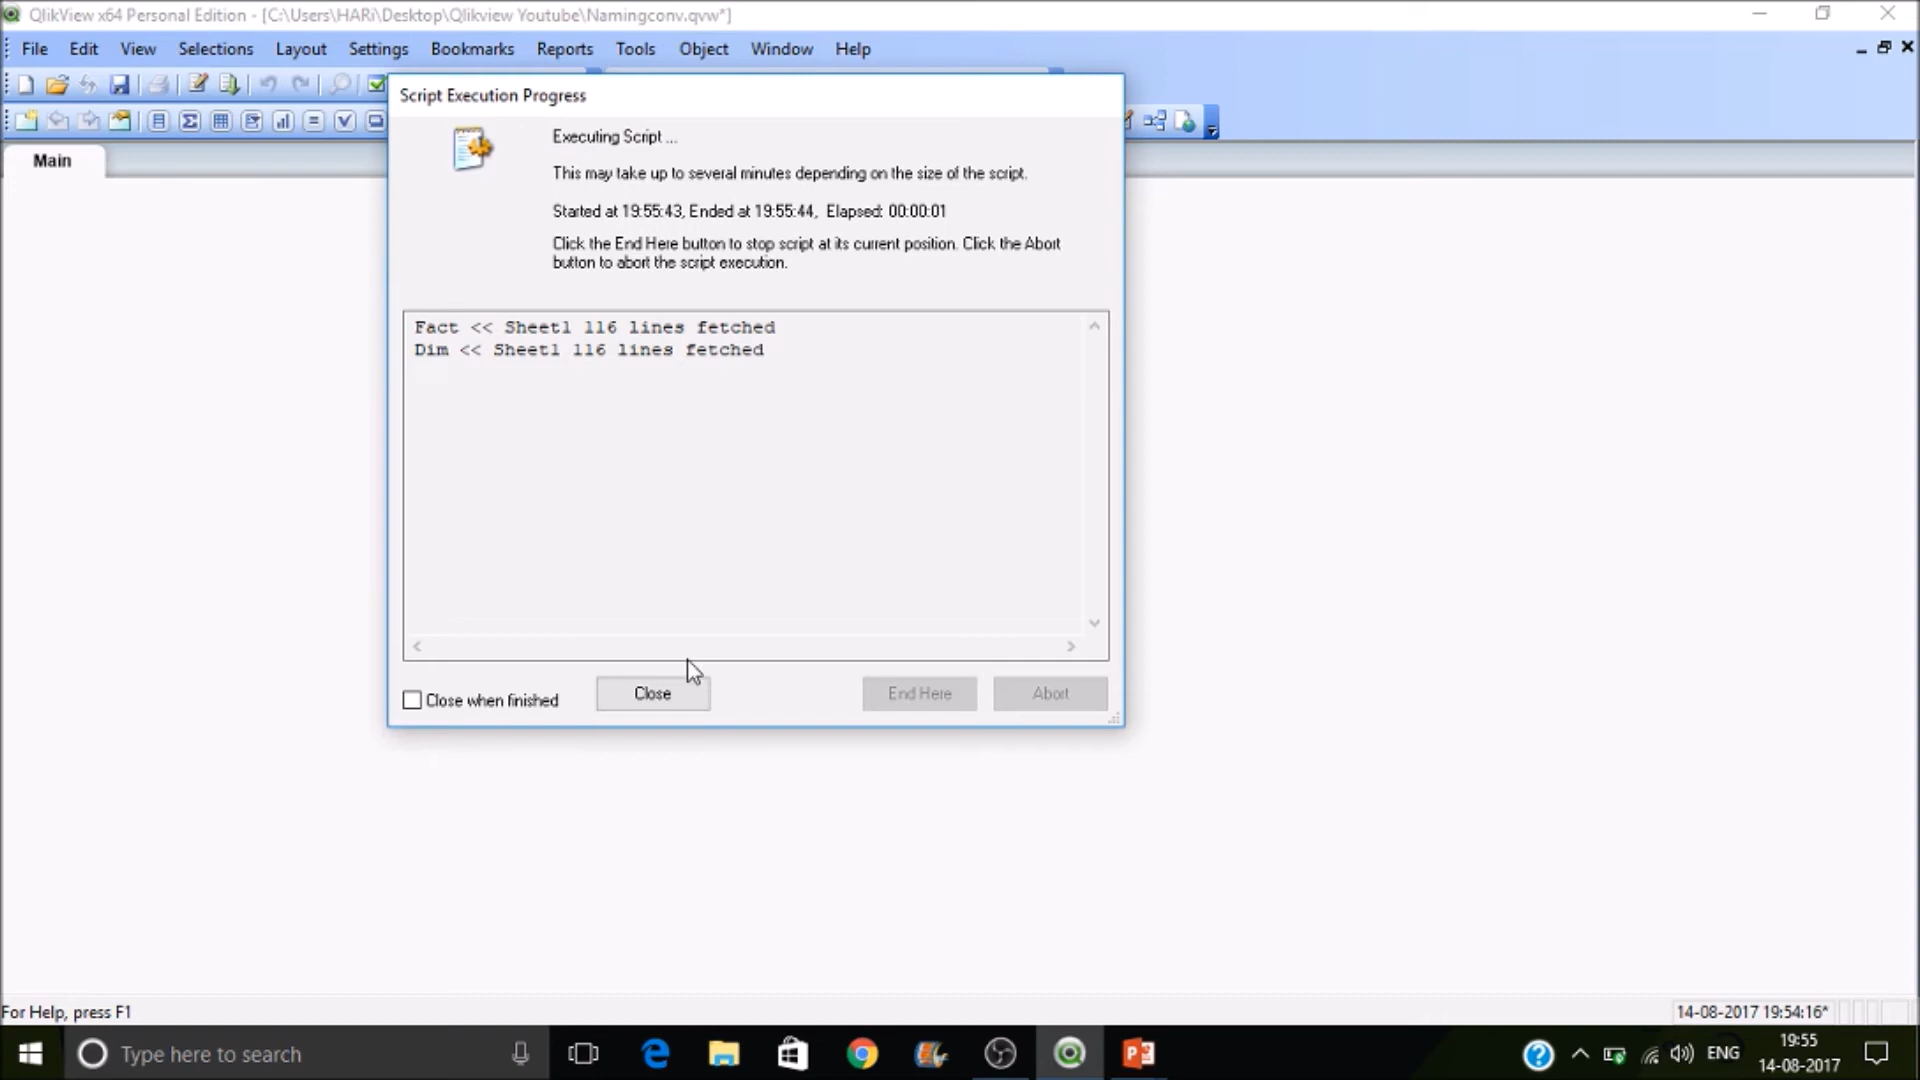 QlikView x64 Personal Edition - [C:\Users\HARi\Desktop\Qlikview Youtube\Namingconv.qvw*]
File Edit View Selections Layout Settings Bookmarks Reports Tools Object Window Help
Script Execution Progress
Executing Script ...
Main
This may take up to several minutes depending on the size of the script.
Started at 19:55:43, Ended at 19:55:44, Elapsed: 00:00:01
Click the End Here button to stop script at its current position. Click the Abort
button to abort the script execution.
Fact << Sheet1 116 lines fetched
Dim << Sheet1 116 lines fetched
Close when finished Close End Here Abort
For Help, press F1
14-08-2017 19:54:16*
Type here to search
ENG
19:55
14-08-2017